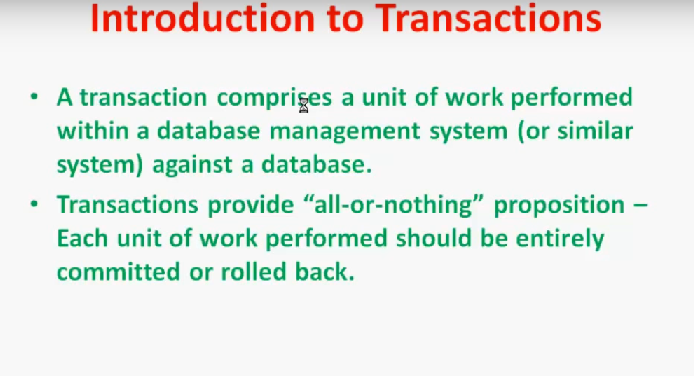 Introduction to Transactions
• A transaction comprises a unit of work performed
within a database management system (or similar
system) against a database.
• Transactions provide “all-or-nothing” proposition –
Each unit of work performed should be entirely
committed or rolled back.